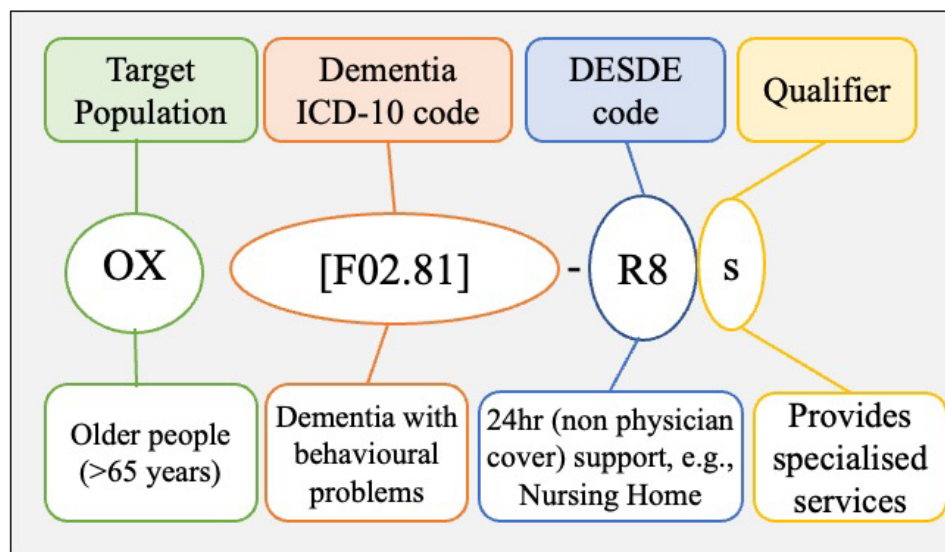 Target
Population
Dementia
ICD-10 code
DESDE
code
Qualifier
OX
[F02.81]
-
R8
s
Older people
(>65 years)
Dementia with
behavioural
problems
24hr (non physician
cover) support, e.g.,
Nursing Home
Provides
specialised
services